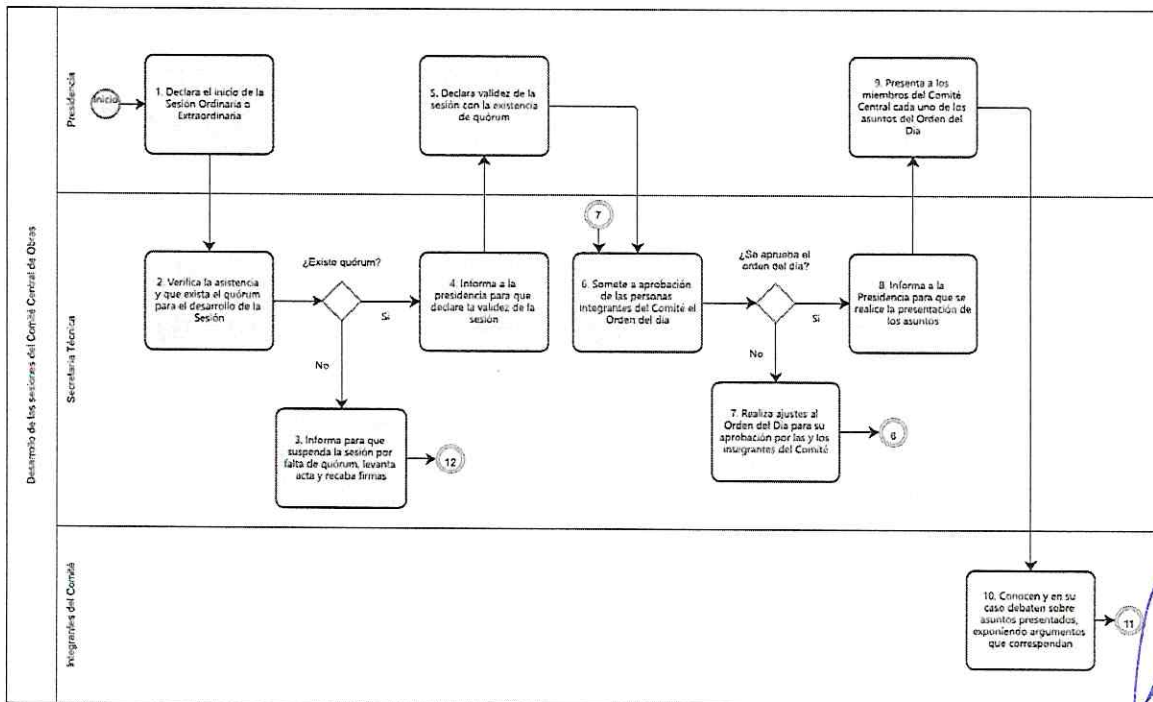 Desarrollo de las sesiones del Comité Central de Obras
Presidencia
Inicio
1. Declara el inicio de la
Sesión Ordinaria o
Extraordinaria
5. Declara validez de la
sesión con la existencia
de quórum
9. Presenta a los
miembros del Comité
Central cada uno de los
asuntos del Orden del
Día
Secretaría Técnica
2. Verifica la asistencia
y que exista el quórum
para el desarrollo de la
Sesión
¿Existe quórum?
Si
No
3. Informa para que
suspenda la sesión por
falta de quórum, levanta
acta y recaba firmas
12
4. Informa a la
presidencia para que
declare la validez de la
sesión
7
6. Somete a aprobación
de las personas
integrantes del Comité el
Orden del día
¿Se aprueba el
orden del día?
Si
No
7. Realiza ajustes al
Orden del Día para su
aprobación por las y los
integrantes del Comité
6
8. Informa a la
Presidencia para que se
realice la presentación de
los asuntos
Integrantes del Comité
10. Conocen y en su
caso debaten sobre
asuntos presentados,
exponiendo argumentos
que correspondan
11